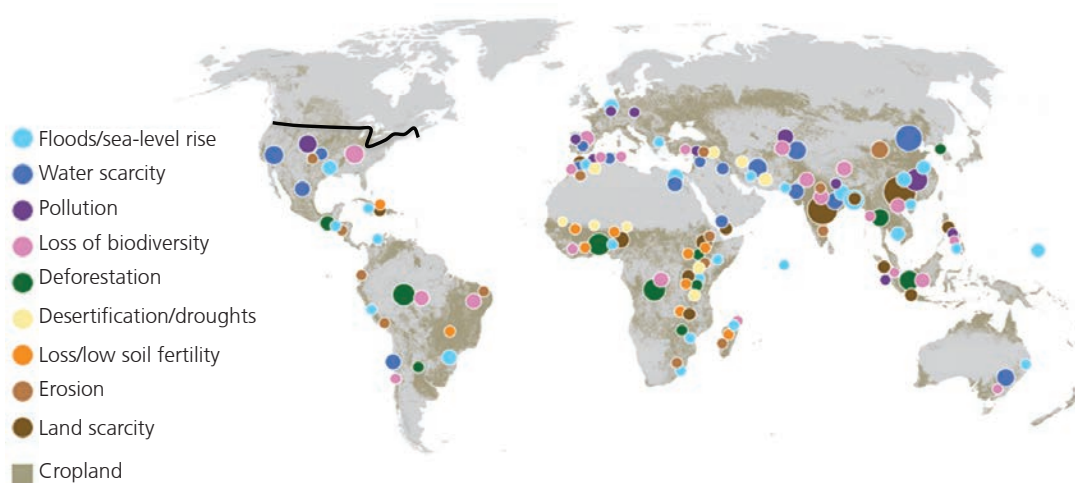 Floods/sea-level rise
Water scarcity
Pollution
Loss of biodiversity
Deforestation
Desertification/droughts
Loss/low soil fertility
Erosion
Land scarcity
Cropland